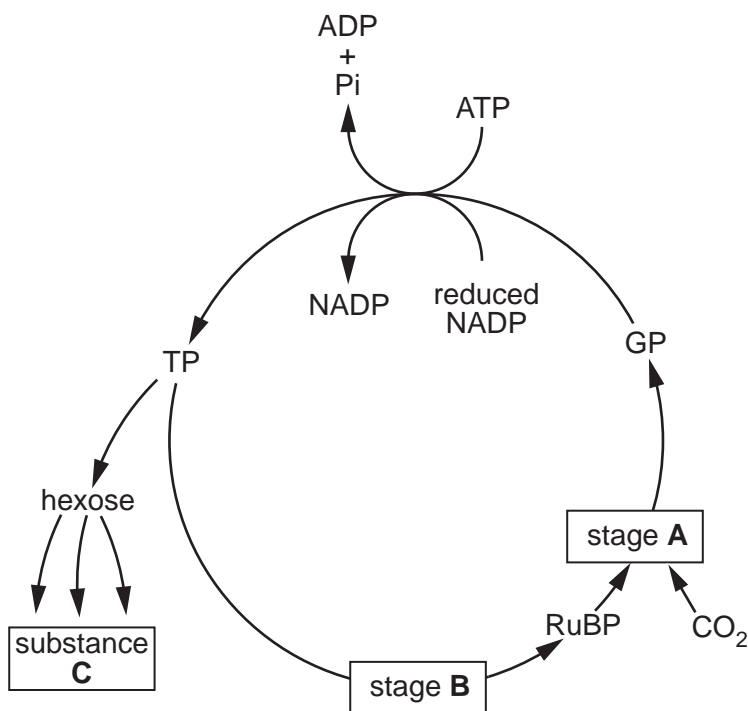 ADP
+
Pi
ATP
NADP
reduced
NADP
GP
TP
hexose
stage A
substance
C
RuBP
CO₂
stage B